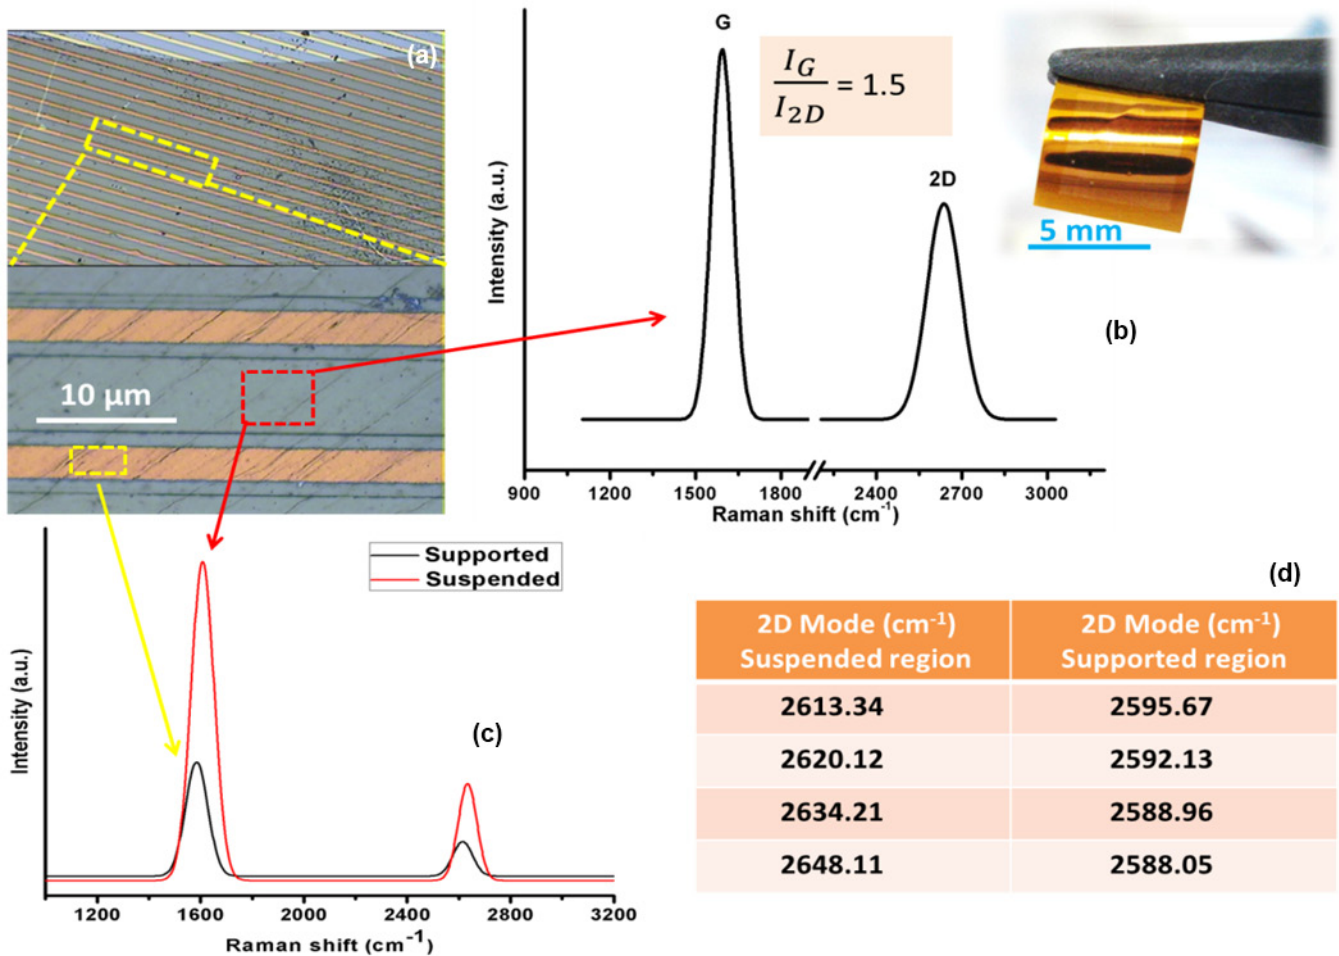 (a)
10 µm
G
I_G
I_2D
= 1.5
2D
5 mm
(b)
Intensity (a.u.)
900 1200 1500 1800 2400 2700 3000
Raman shift (cm⁻¹)
Supported
Suspended
(c)
Intensity (a.u.)
1200 1600 2000 2400 2800 3200
Raman shift (cm⁻¹)
(d)
2D Mode (cm⁻¹) 2D Mode (cm⁻¹)
Suspended region Supported region
2613.34 2595.67
2620.12 2592.13
2634.21 2588.96
2648.11 2588.05